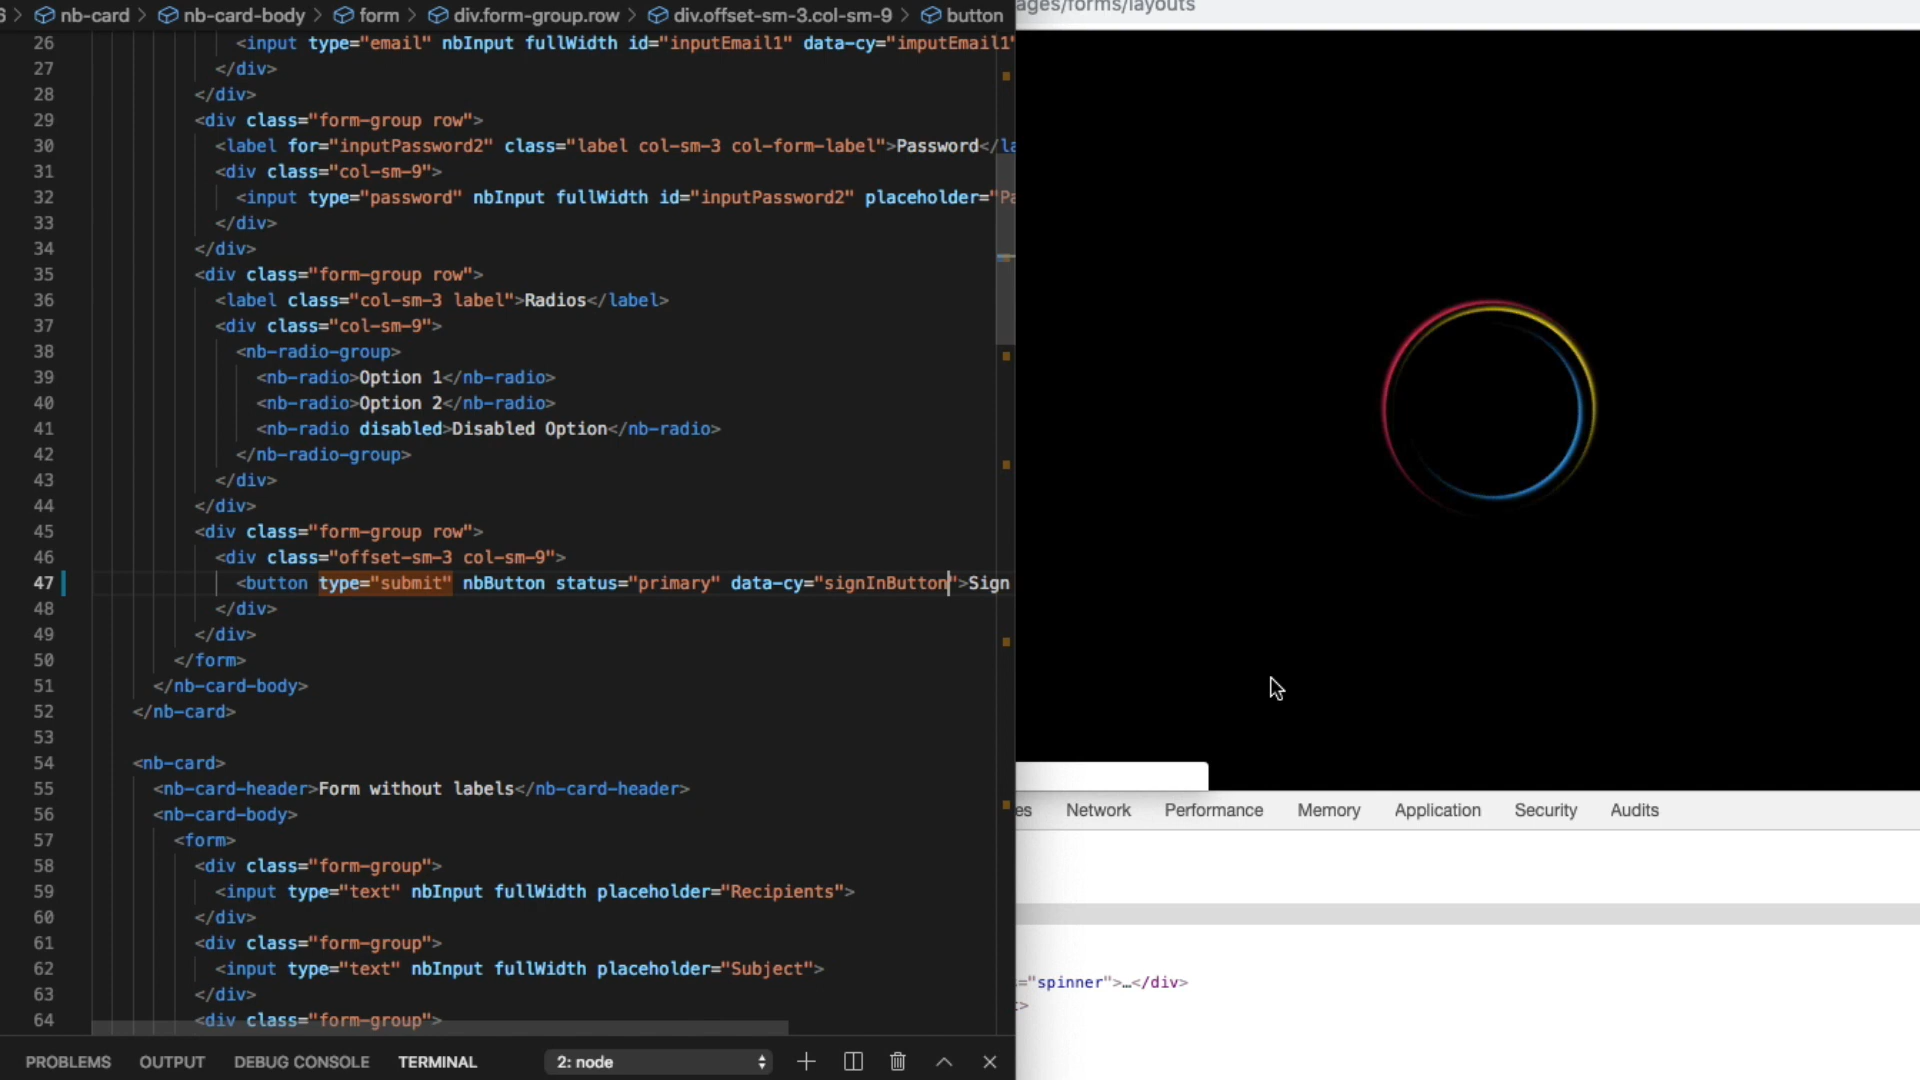 6 > nb-card > nb-card-body > form > div.form-group.row > div.offset-sm-3.col-sm-9 > button
ages/forms/layouts
26 <input type="email" nbInput fullWidth id="inputEmail1" data-cy="imputEmail1"
27 </div>
28 </div>
29 <div class="form-group row">
30 <label for="inputPassword2" class="label col-sm-3 col-form-label">Password</la
31 <div class="col-sm-9">
32 <input type="password" nbInput fullWidth id="inputPassword2" placeholder="Pa
33 </div>
34 </div>
35 <div class="form-group row">
36 <label class="col-sm-3 label">Radios</label>
37 <div class="col-sm-9">
38 <nb-radio-group>
39 <nb-radio>Option 1</nb-radio>
40 <nb-radio>Option 2</nb-radio>
41 <nb-radio disabled>Disabled Option</nb-radio>
42 </nb-radio-group>
43 </div>
44 </div>
45 <div class="form-group row">
46 <div class="offset-sm-3 col-sm-9">
47 <button type="submit" nbButton status="primary" data-cy="signInButton">Sign
48 </div>
49 </div>
50 </form>
51 </nb-card-body>
52 </nb-card>
53
54 <nb-card>
55 <nb-card-header>Form without labels</nb-card-header>
56 <nb-card-body>
57 <form>
58 <div class="form-group">
59 <input type="text" nbInput fullWidth placeholder="Recipients">
60 </div>
61 <div class="form-group">
62 <input type="text" nbInput fullWidth placeholder="Subject">
63 </div>
64 <div class="form-group">
es Network Performance Memory Application Security Audits
="spinner">…</div>
>
PROBLEMS OUTPUT DEBUG CONSOLE TERMINAL 2: node